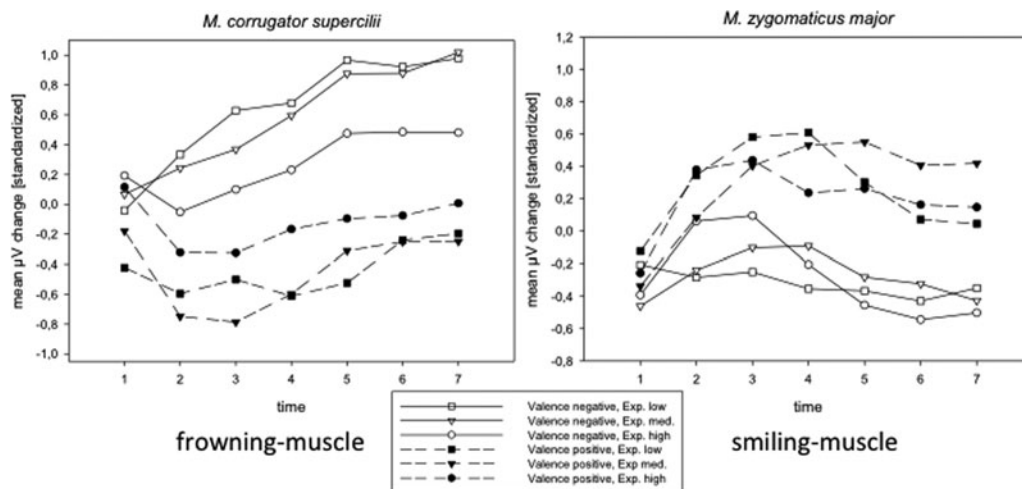 M. corrugator supercilii
mean µV change [standardized]
1,0
0,8
0,6
0,4
0,2
0,0
-0,2
-0,4
-0,6
-0,8
-1,0
1 2 3 4 5 6 7
time
frowning-muscle
M. zygomaticus major
mean µV change [standardized]
1,2
1,0
0,8
0,6
0,4
0,2
0,0
-0,2
-0,4
-0,6
-0,8
1 2 3 4 5 6 7
time
smiling-muscle
Valence negative, Exp. low
Valence negative, Exp. med.
Valence negative, Exp. high
Valence positive, Exp. low
Valence positive, Exp med.
Valence positive, Exp. high